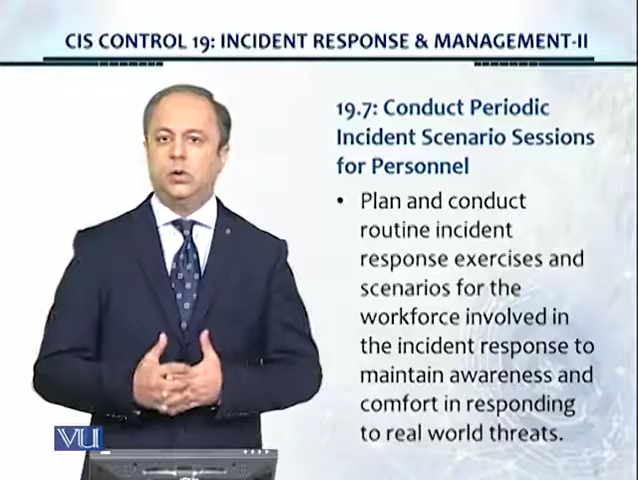 CIS CONTROL 19: INCIDENT RESPONSE & MANAGEMENT-II
19.7: Conduct Periodic
Incident Scenario Sessions
for Personnel
• Plan and conduct
routine incident
response exercises and
scenarios for the
workforce involved in
the incident response to
maintain awareness and
comfort in responding
to real world threats.
VU